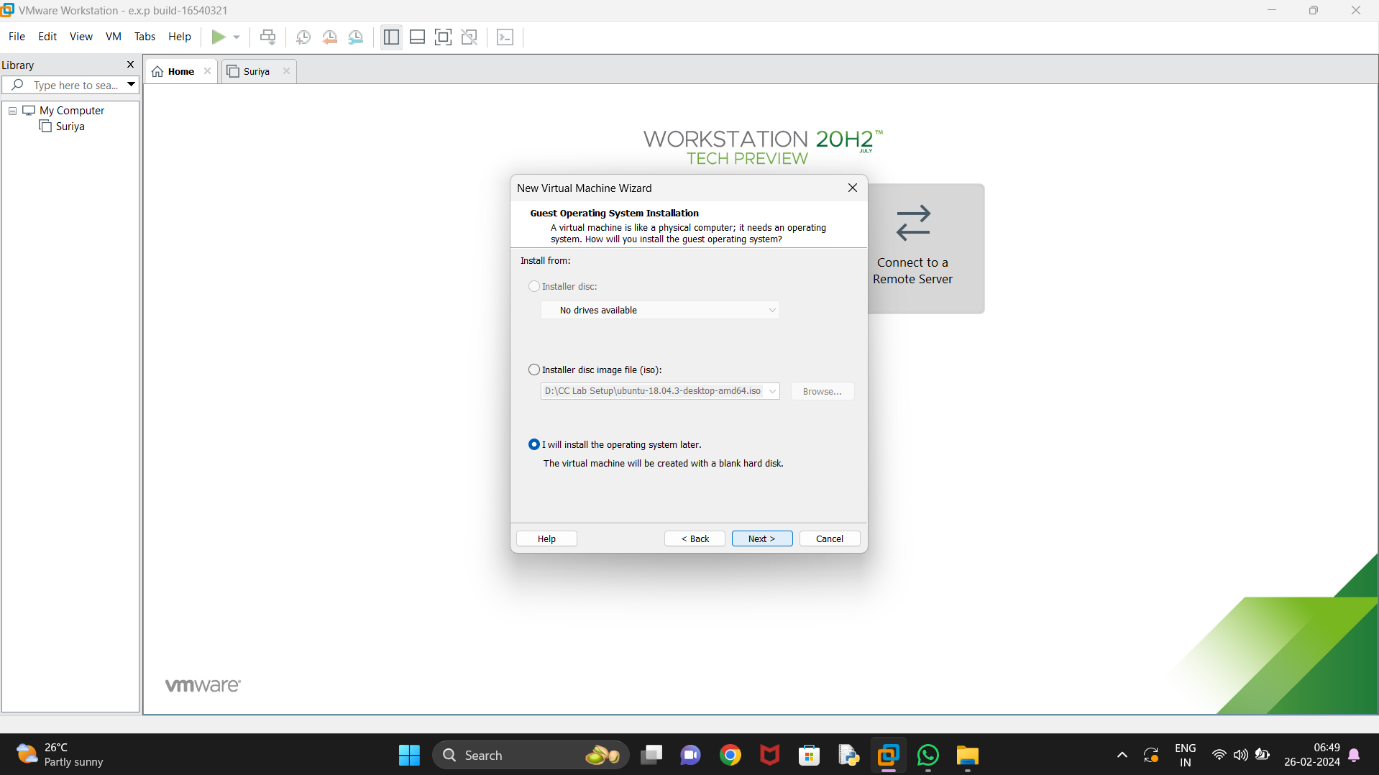 VMware Workstation - e.x.p build-16540321
File Edit View VM Tabs Help
Library
Type here to sea...
My Computer
Suriya
Home
Suriya
WORKSTATION 20H2™
JULY
TECH PREVIEW
Connect to a
Remote Server
New Virtual Machine Wizard
Guest Operating System Installation
A virtual machine is like a physical computer; it needs an operating
system. How will you install the guest operating system?
Install from:
Installer disc:
No drives available
Installer disc image file (iso):
D:\CC Lab Setup\ubuntu-18.04.3-desktop-amd64.iso
Browse...
I will install the operating system later.
The virtual machine will be created with a blank hard disk.
Help
< Back
Next >
Cancel
vmware®
26°C
Partly sunny
Search
ENG
IN
06:49
26-02-2024